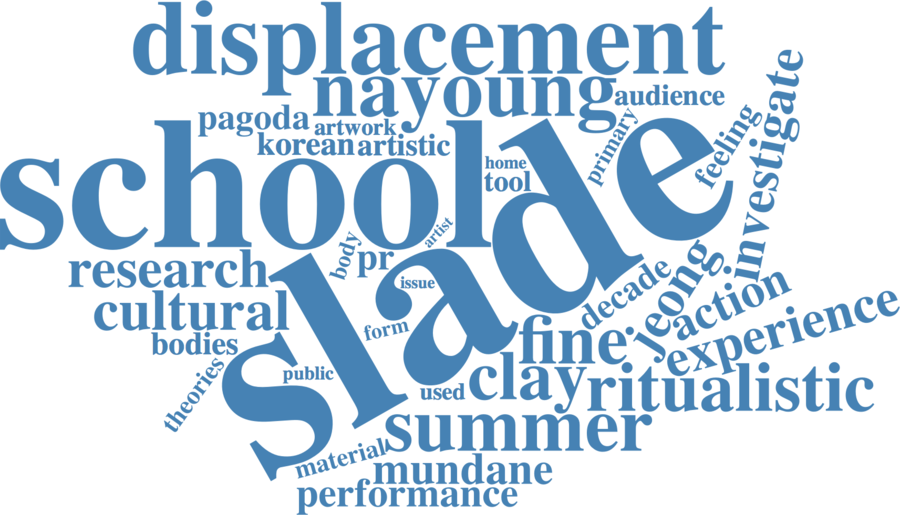 displacement
nayoung
audience
pagoda
artwork
korean
artistic
school
home
tool
primary
feeling
investigate
slade
artist
body
pr
issue
research
cultural
bodies
form
decade
jeong
action
experience
fine
theories
public
used
clay
ritualistic
summer
material
mundane
performance